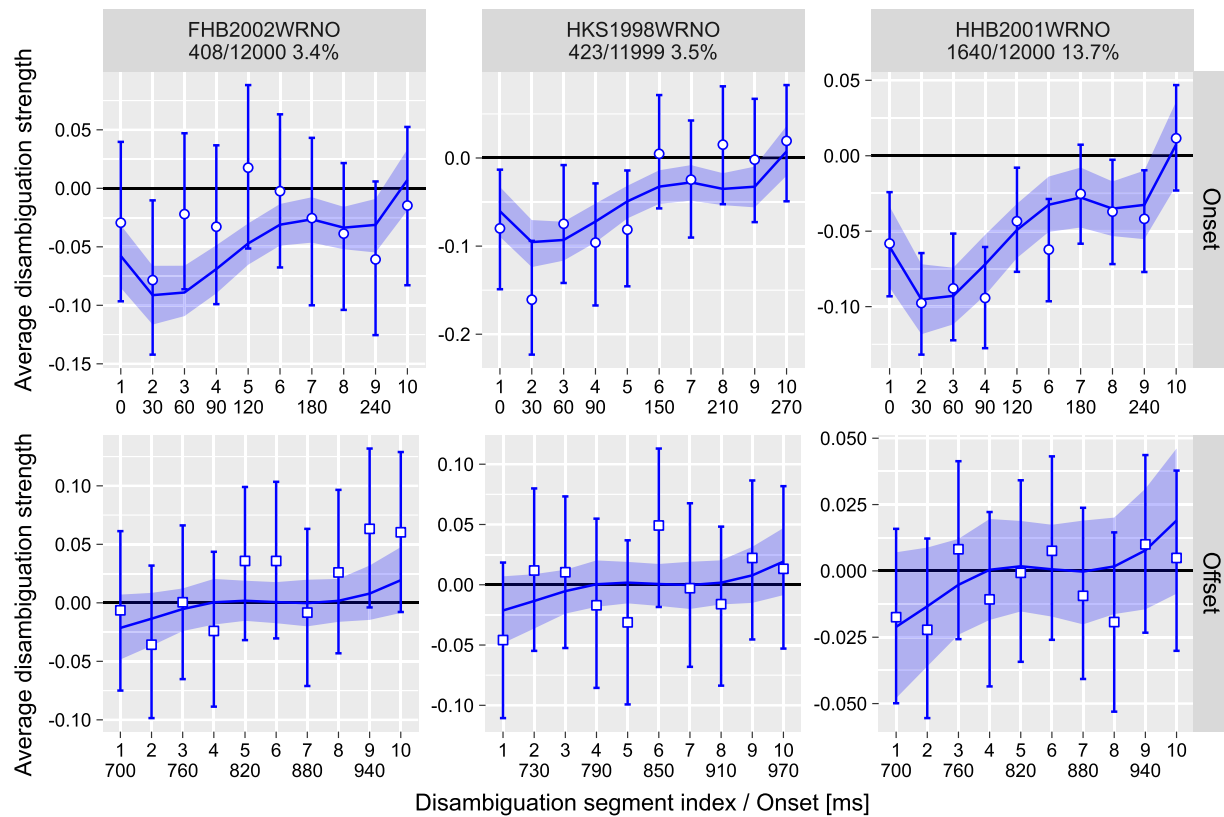 FHB2002WRNO
408/12000 3.4%
HKS1998WRNO
423/11999 3.5%
HHB2001WRNO
1640/12000 13.7%
Average disambiguation strength
0.05
0.00
-0.05
-0.10
-0.15
0.0
-0.1
-0.2
0.05
0.00
-0.05
-0.10
Onset
1 2 3 4 5 6 7 8 9 10
0 30 60 90 120 180 240
1 2 3 4 5 6 7 8 9 10
0 30 60 90 150 210 270
1 2 3 4 5 6 7 8 9 10
0 30 60 90 120 180 240
Average disambiguation strength
0.10
0.05
0.00
-0.05
-0.10
0.10
0.05
0.00
-0.05
-0.10
0.050
0.025
0.000
-0.025
-0.050
Offset
1 2 3 4 5 6 7 8 9 10
700 760 820 880 940
1 2 3 4 5 6 7 8 9 10
730 790 850 910 970
1 2 3 4 5 6 7 8 9 10
700 760 820 880 940
Disambiguation segment index / Onset [ms]